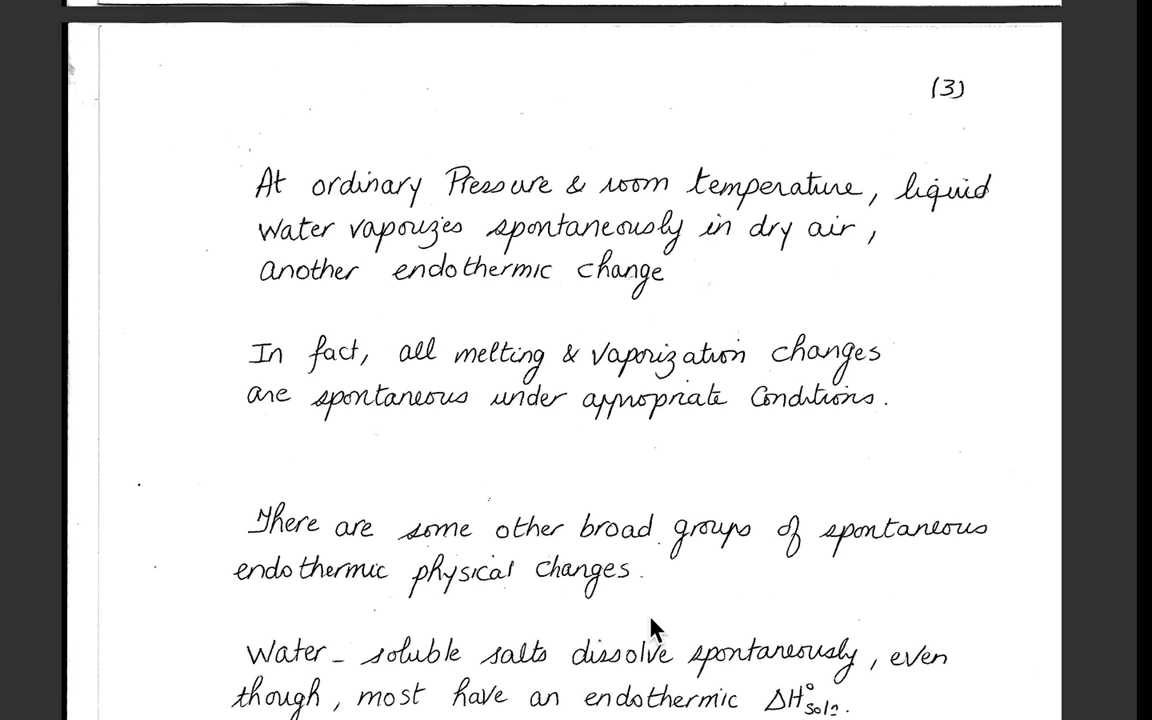 (3)
At ordinary Pressure & room temperature, liquid
Water vaporizes spontaneously in dry air,
another endothermic change
In fact, all melting & vaporization changes
are spontaneous under appropriate Conditions.
There are some other broad groups of spontaneous
endothermic physical changes.
Water - soluble salts dissolve spontaneously, even
though, most have an endothermic ΔH°soln.